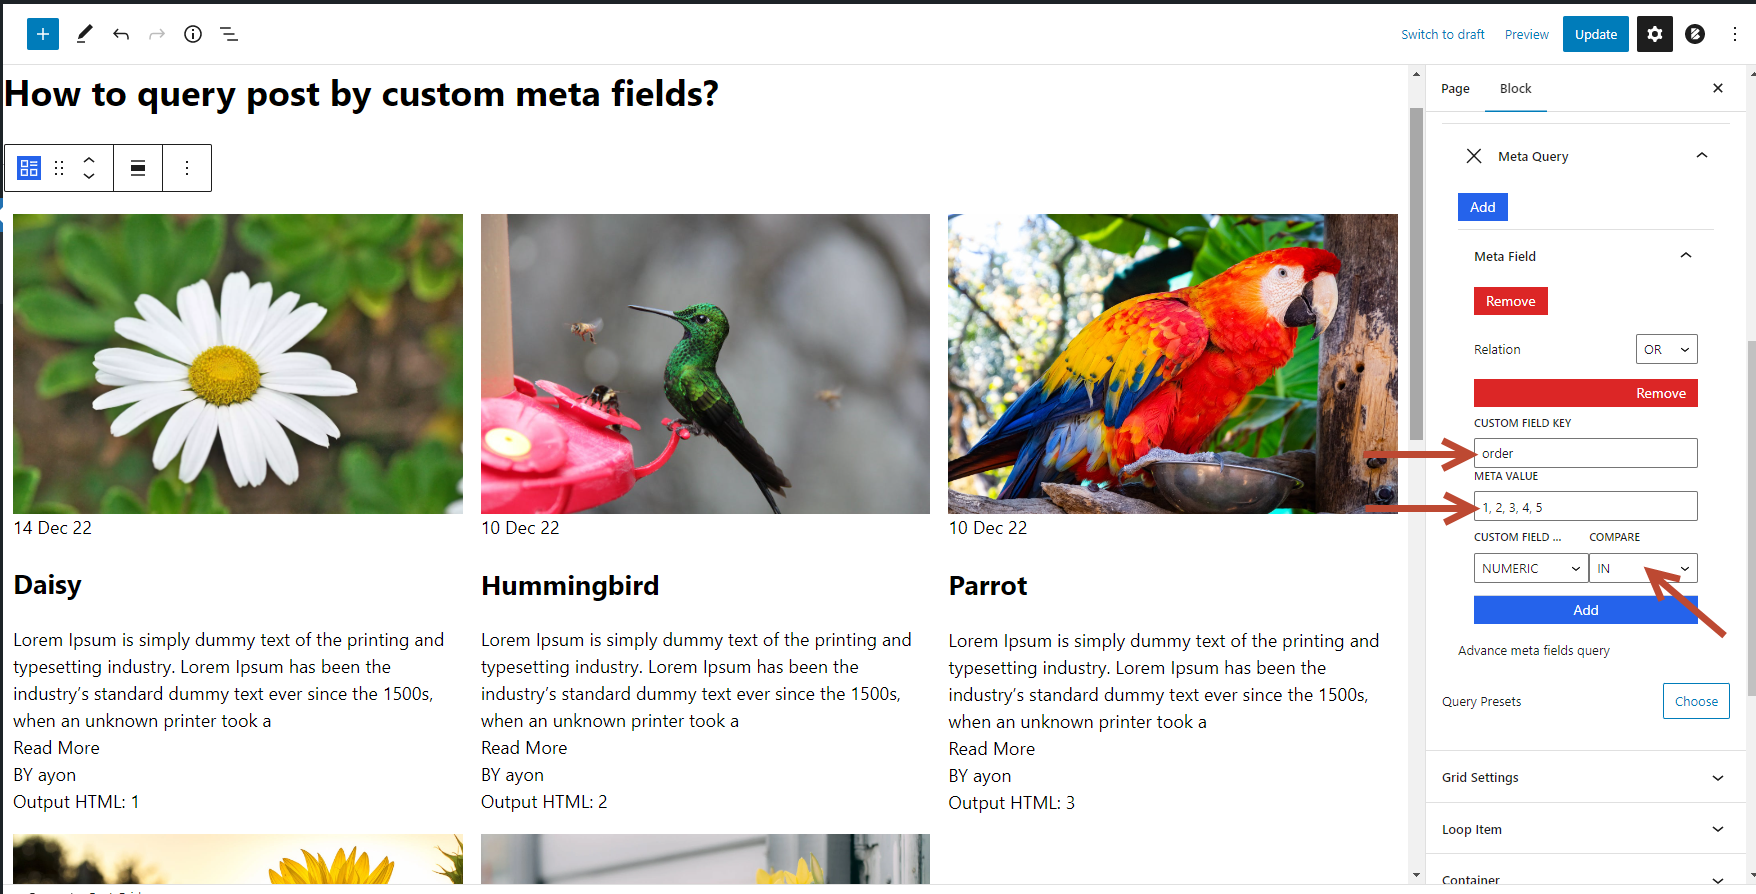 Switch to draft
Preview
Update
How to query post by custom meta fields?
14 Dec 22
Daisy
Lorem Ipsum is simply dummy text of the printing and
typesetting industry. Lorem Ipsum has been the
industry’s standard dummy text ever since the 1500s,
when an unknown printer took a
Read More
BY ayon
Output HTML: 1
10 Dec 22
Hummingbird
Lorem Ipsum is simply dummy text of the printing and
typesetting industry. Lorem Ipsum has been the
industry’s standard dummy text ever since the 1500s,
when an unknown printer took a
Read More
BY ayon
Output HTML: 2
10 Dec 22
Parrot
Lorem Ipsum is simply dummy text of the printing and
typesetting industry. Lorem Ipsum has been the
industry’s standard dummy text ever since the 1500s,
when an unknown printer took a
Read More
BY ayon
Output HTML: 3
Page
Block
Meta Query
Add
Meta Field
Remove
Relation
OR
Remove
CUSTOM FIELD KEY
order
META VALUE
1, 2, 3, 4, 5
CUSTOM FIELD ...
COMPARE
NUMERIC
IN
Add
Advance meta fields query
Query Presets
Choose
Grid Settings
Loop Item
Container